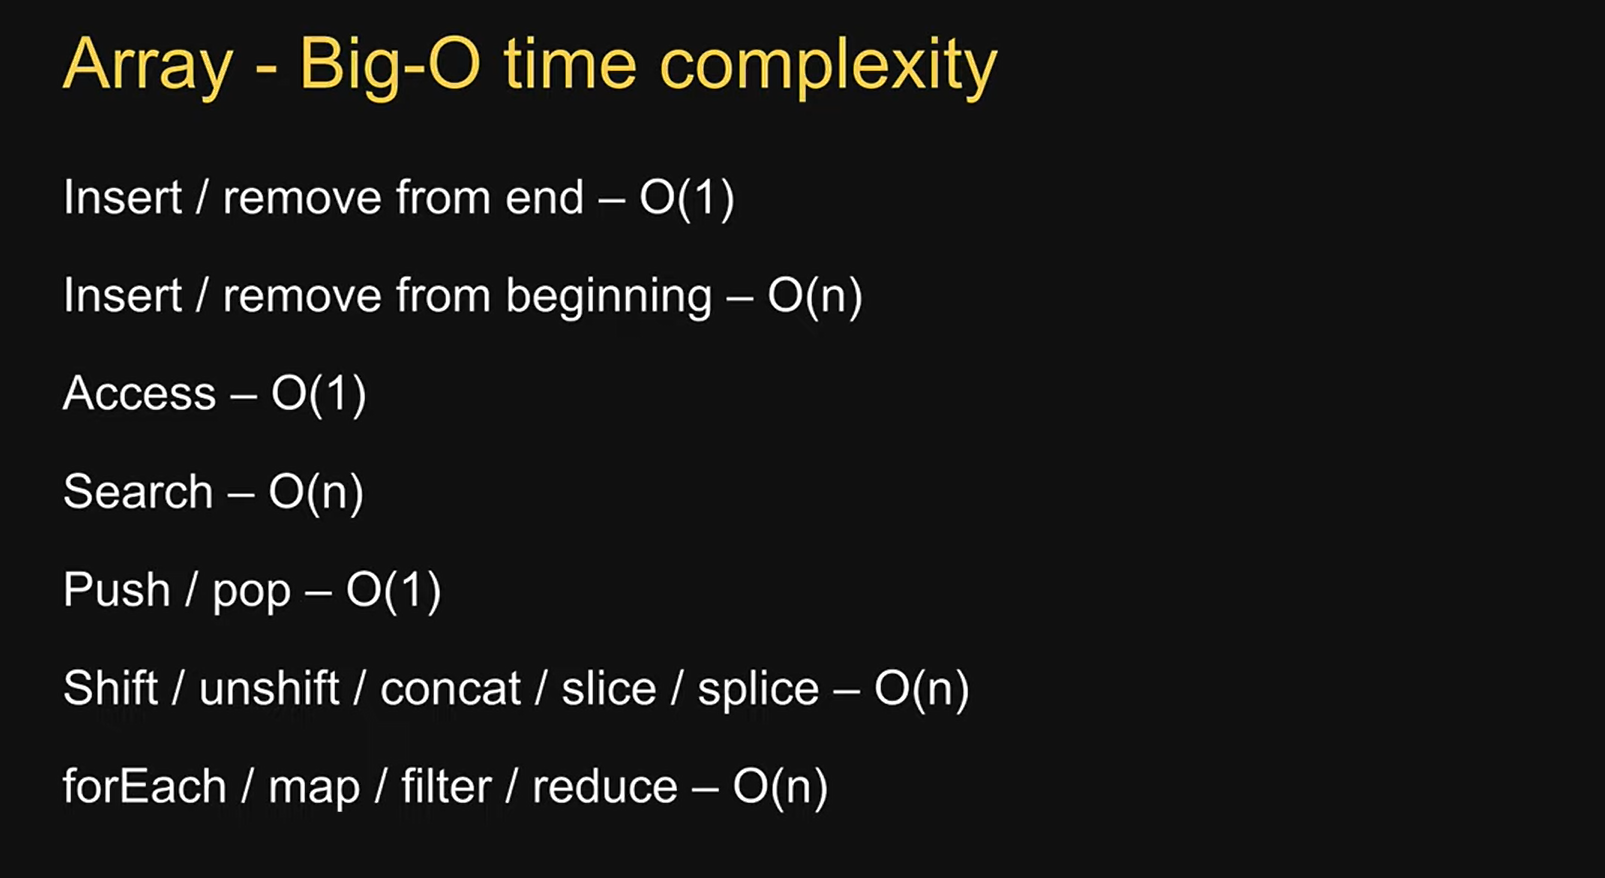 Array - Big-O time complexity
Insert / remove from end – O(1)
Insert / remove from beginning – O(n)
Access – O(1)
Search – O(n)
Push / pop – O(1)
Shift / unshift / concat / slice / splice – O(n)
forEach / map / filter / reduce – O(n)